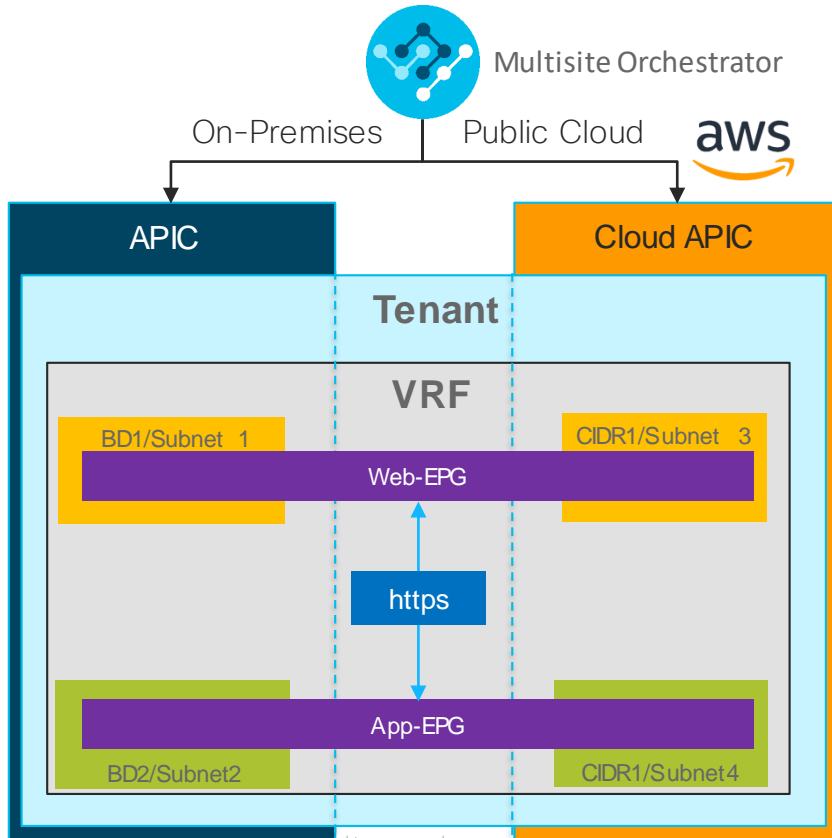 Multisite Orchestrator
On-Premises
Public Cloud
aws
APIC
Cloud APIC
Tenant
VRF
BD1/Subnet 1
CIDR1/Subnet 3
Web-EPG
https
App-EPG
BD2/Subnet2
CIDR1/Subnet4